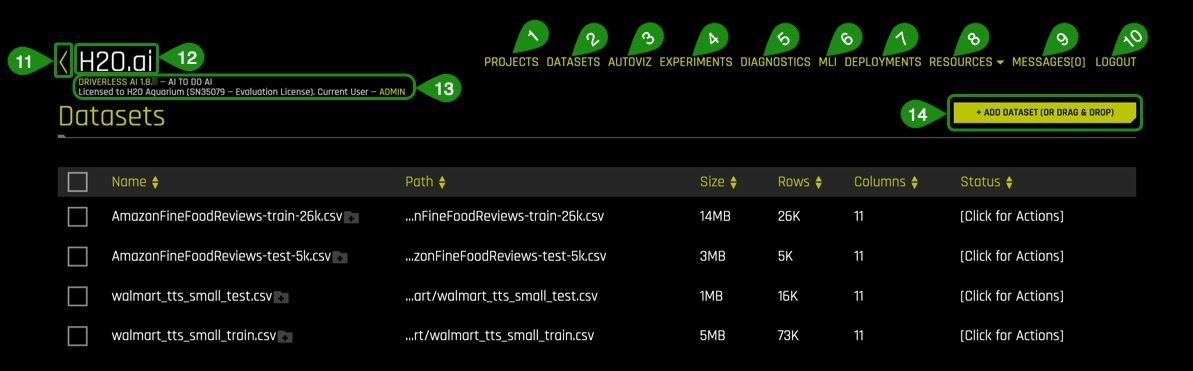 1 2 3 4 5 6 7 8 9 10
PROJECTS DATASETS AUTOVIZ EXPERIMENTS DIAGNOSTICS MLI DEPLOYMENTS RESOURCES MESSAGES[0] LOGOUT
11 H2O.ai 12
DRIVERLESS AI 1.8. — AI TO DO AI
Licensed to H2O Aquarium (SN35079 — Evaluation License). Current User — ADMIN 13
Datasets
14 + ADD DATASET (OR DRAG & DROP)
Name Path Size Rows Columns Status
AmazonFineFoodReviews-train-26k.csv ...nFineFoodReviews-train-26k.csv 14MB 26K 11 [Click for Actions]
AmazonFineFoodReviews-test-5k.csv ...zonFineFoodReviews-test-5k.csv 3MB 5K 11 [Click for Actions]
walmart_tts_small_test.csv ...art/walmart_tts_small_test.csv 1MB 16K 11 [Click for Actions]
walmart_tts_small_train.csv ...rt/walmart_tts_small_train.csv 5MB 73K 11 [Click for Actions]